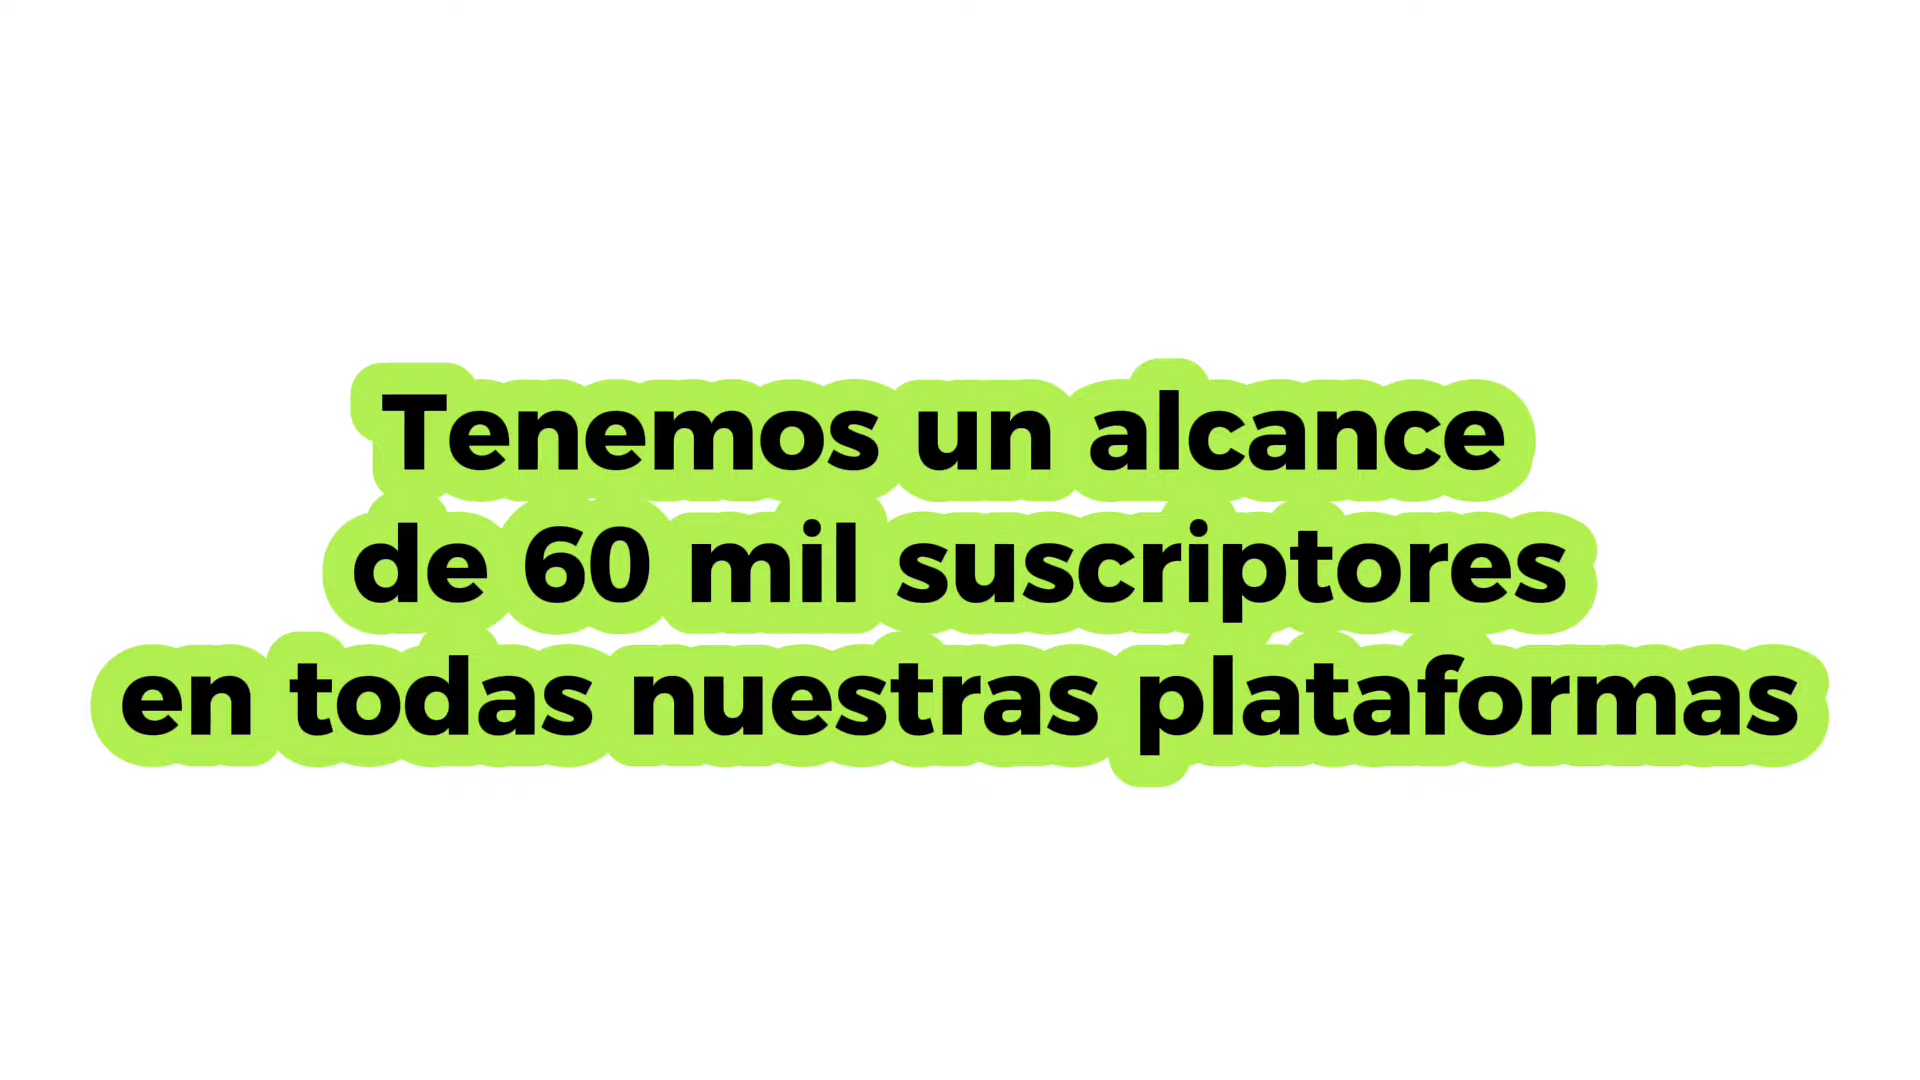 Tenemos un alcance
de 60 mil suscriptores
en todas nuestras plataformas